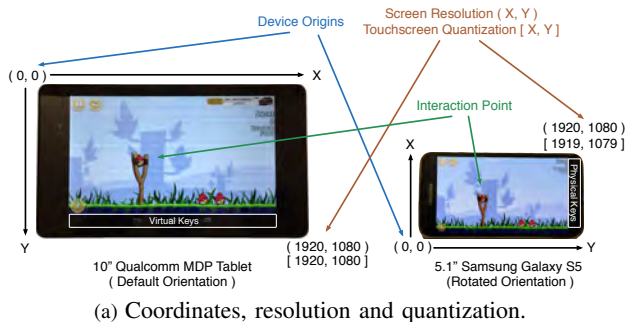 Device Origins
Screen Resolution ( X, Y )
Touchscreen Quantization [ X, Y ]
( 0, 0 )
X
Interaction Point
( 1920, 1080 )
[ 1919, 1079 ]
X
Physical Keys
Virtual Keys
Y
( 1920, 1080 )
[ 1920, 1080 ]
( 0, 0 )
Y
10" Qualcomm MDP Tablet
( Default Orientation )
5.1" Samsung Galaxy S5
(Rotated Orientation )
(a) Coordinates, resolution and quantization.